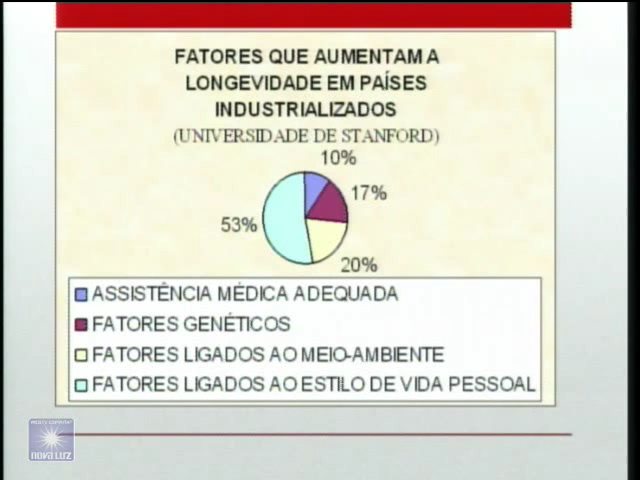 FATORES QUE AUMENTAM A
LONGEVIDADE EM PAÍSES
INDUSTRIALIZADOS
(UNIVERSIDADE DE STANFORD)
10%
17%
53%
20%
ASSISTÊNCIA MÉDICA ADEQUADA
FATORES GENÉTICOS
FATORES LIGADOS AO MEIO-AMBIENTE
FATORES LIGADOS AO ESTILO DE VIDA PESSOAL
NOVA LUZ